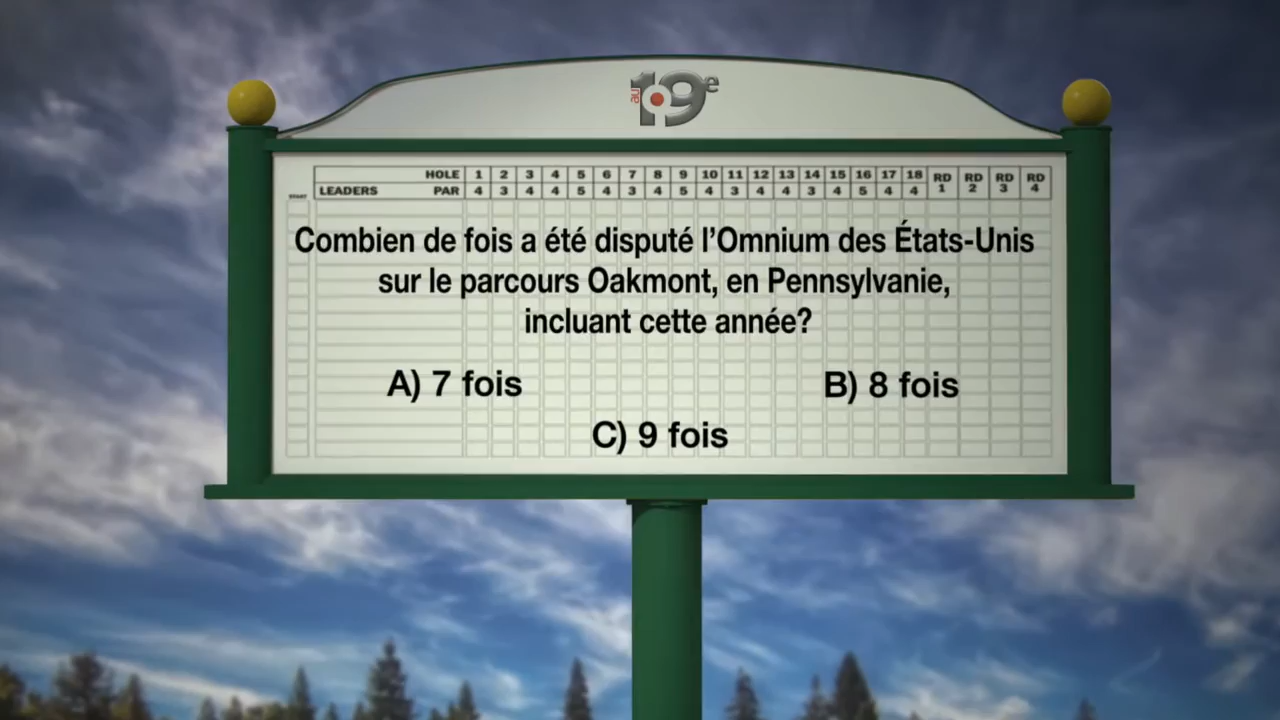 au 19e
HOLE 1 2 3 4 5 6 7 8 9 10 11 12 13 14 15 16 17 18 RD 1 RD 2 RD 3 RD 4
START LEADERS PAR 4 3 4 4 5 4 3 4 5 4 3 4 4 3 4 5 4 4
Combien de fois a été disputé l’Omnium des États-Unis
sur le parcours Oakmont, en Pennsylvanie,
incluant cette année?
A) 7 fois B) 8 fois
C) 9 fois